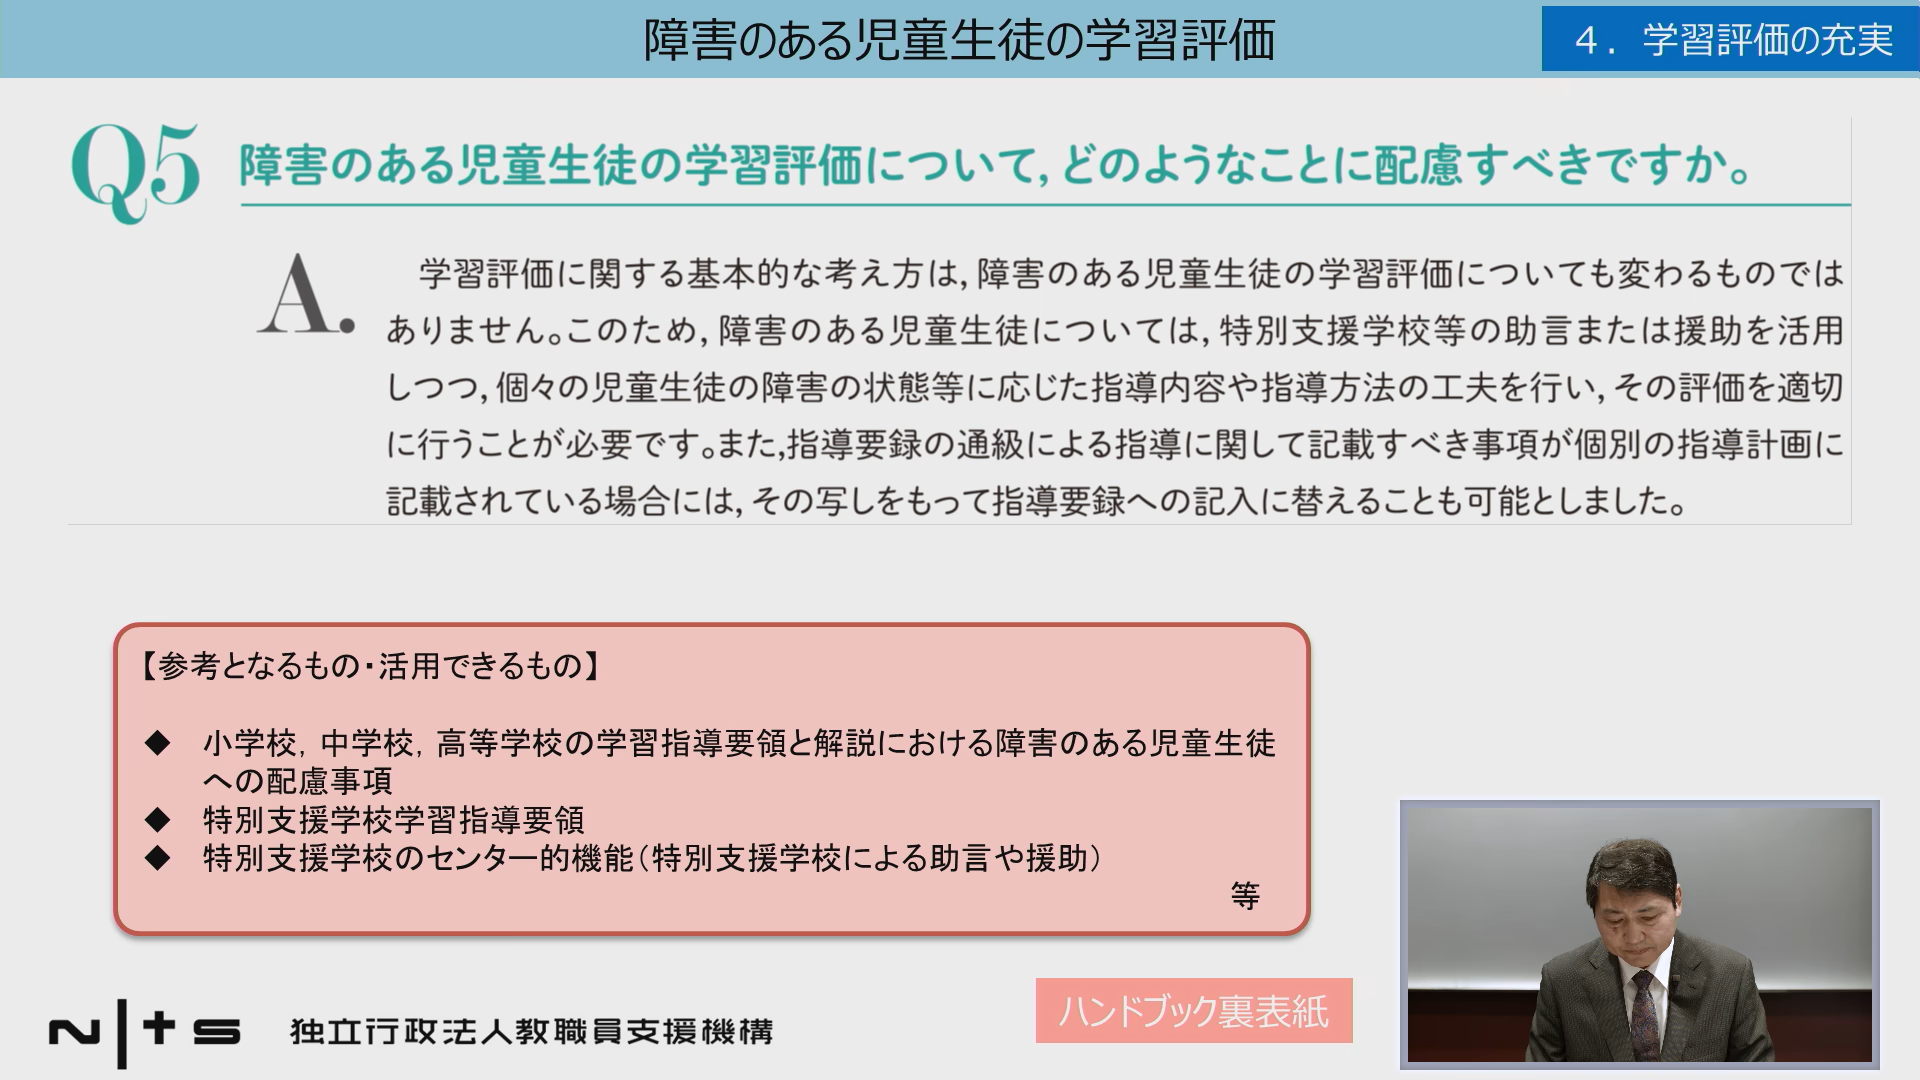 障害のある児童生徒の学習評価
４．学習評価の充実
Q5 障害のある児童生徒の学習評価について，どのようなことに配慮すべきですか。
A. 学習評価に関する基本的な考え方は，障害のある児童生徒の学習評価についても変わるものでは
ありません。このため，障害のある児童生徒については，特別支援学校等の助言または援助を活用
しつつ，個々の児童生徒の障害の状態等に応じた指導内容や指導方法の工夫を行い，その評価を適切
に行うことが必要です。また，指導要録の通級による指導に関して記載すべき事項が個別の指導計画に
記載されている場合には，その写しをもって指導要録への記入に替えることも可能としました。
【参考となるもの・活用できるもの】
◆ 小学校，中学校，高等学校の学習指導要領と解説における障害のある児童生徒
への配慮事項
◆ 特別支援学校学習指導要領
◆ 特別支援学校のセンター的機能（特別支援学校による助言や援助）
等
ハンドブック裏表紙
N|ts 独立行政法人教職員支援機構